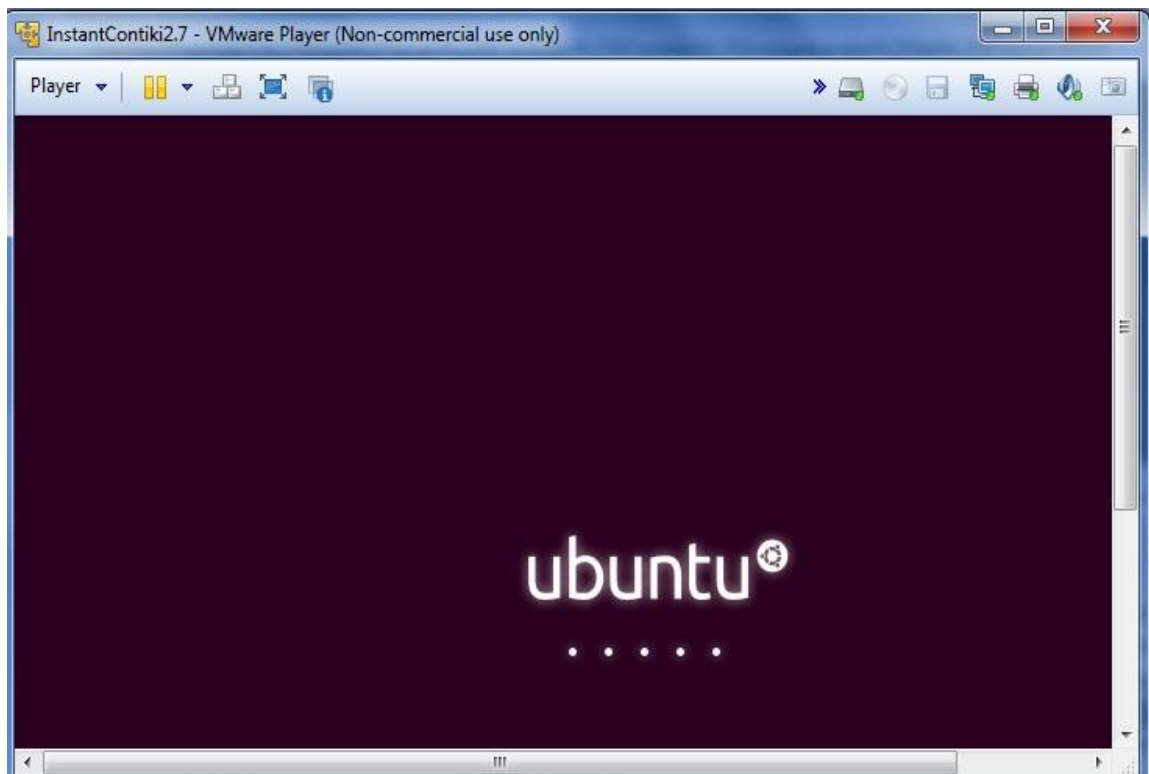 InstantContiki2.7 - VMware Player (Non-commercial use only)
Player
ubuntu